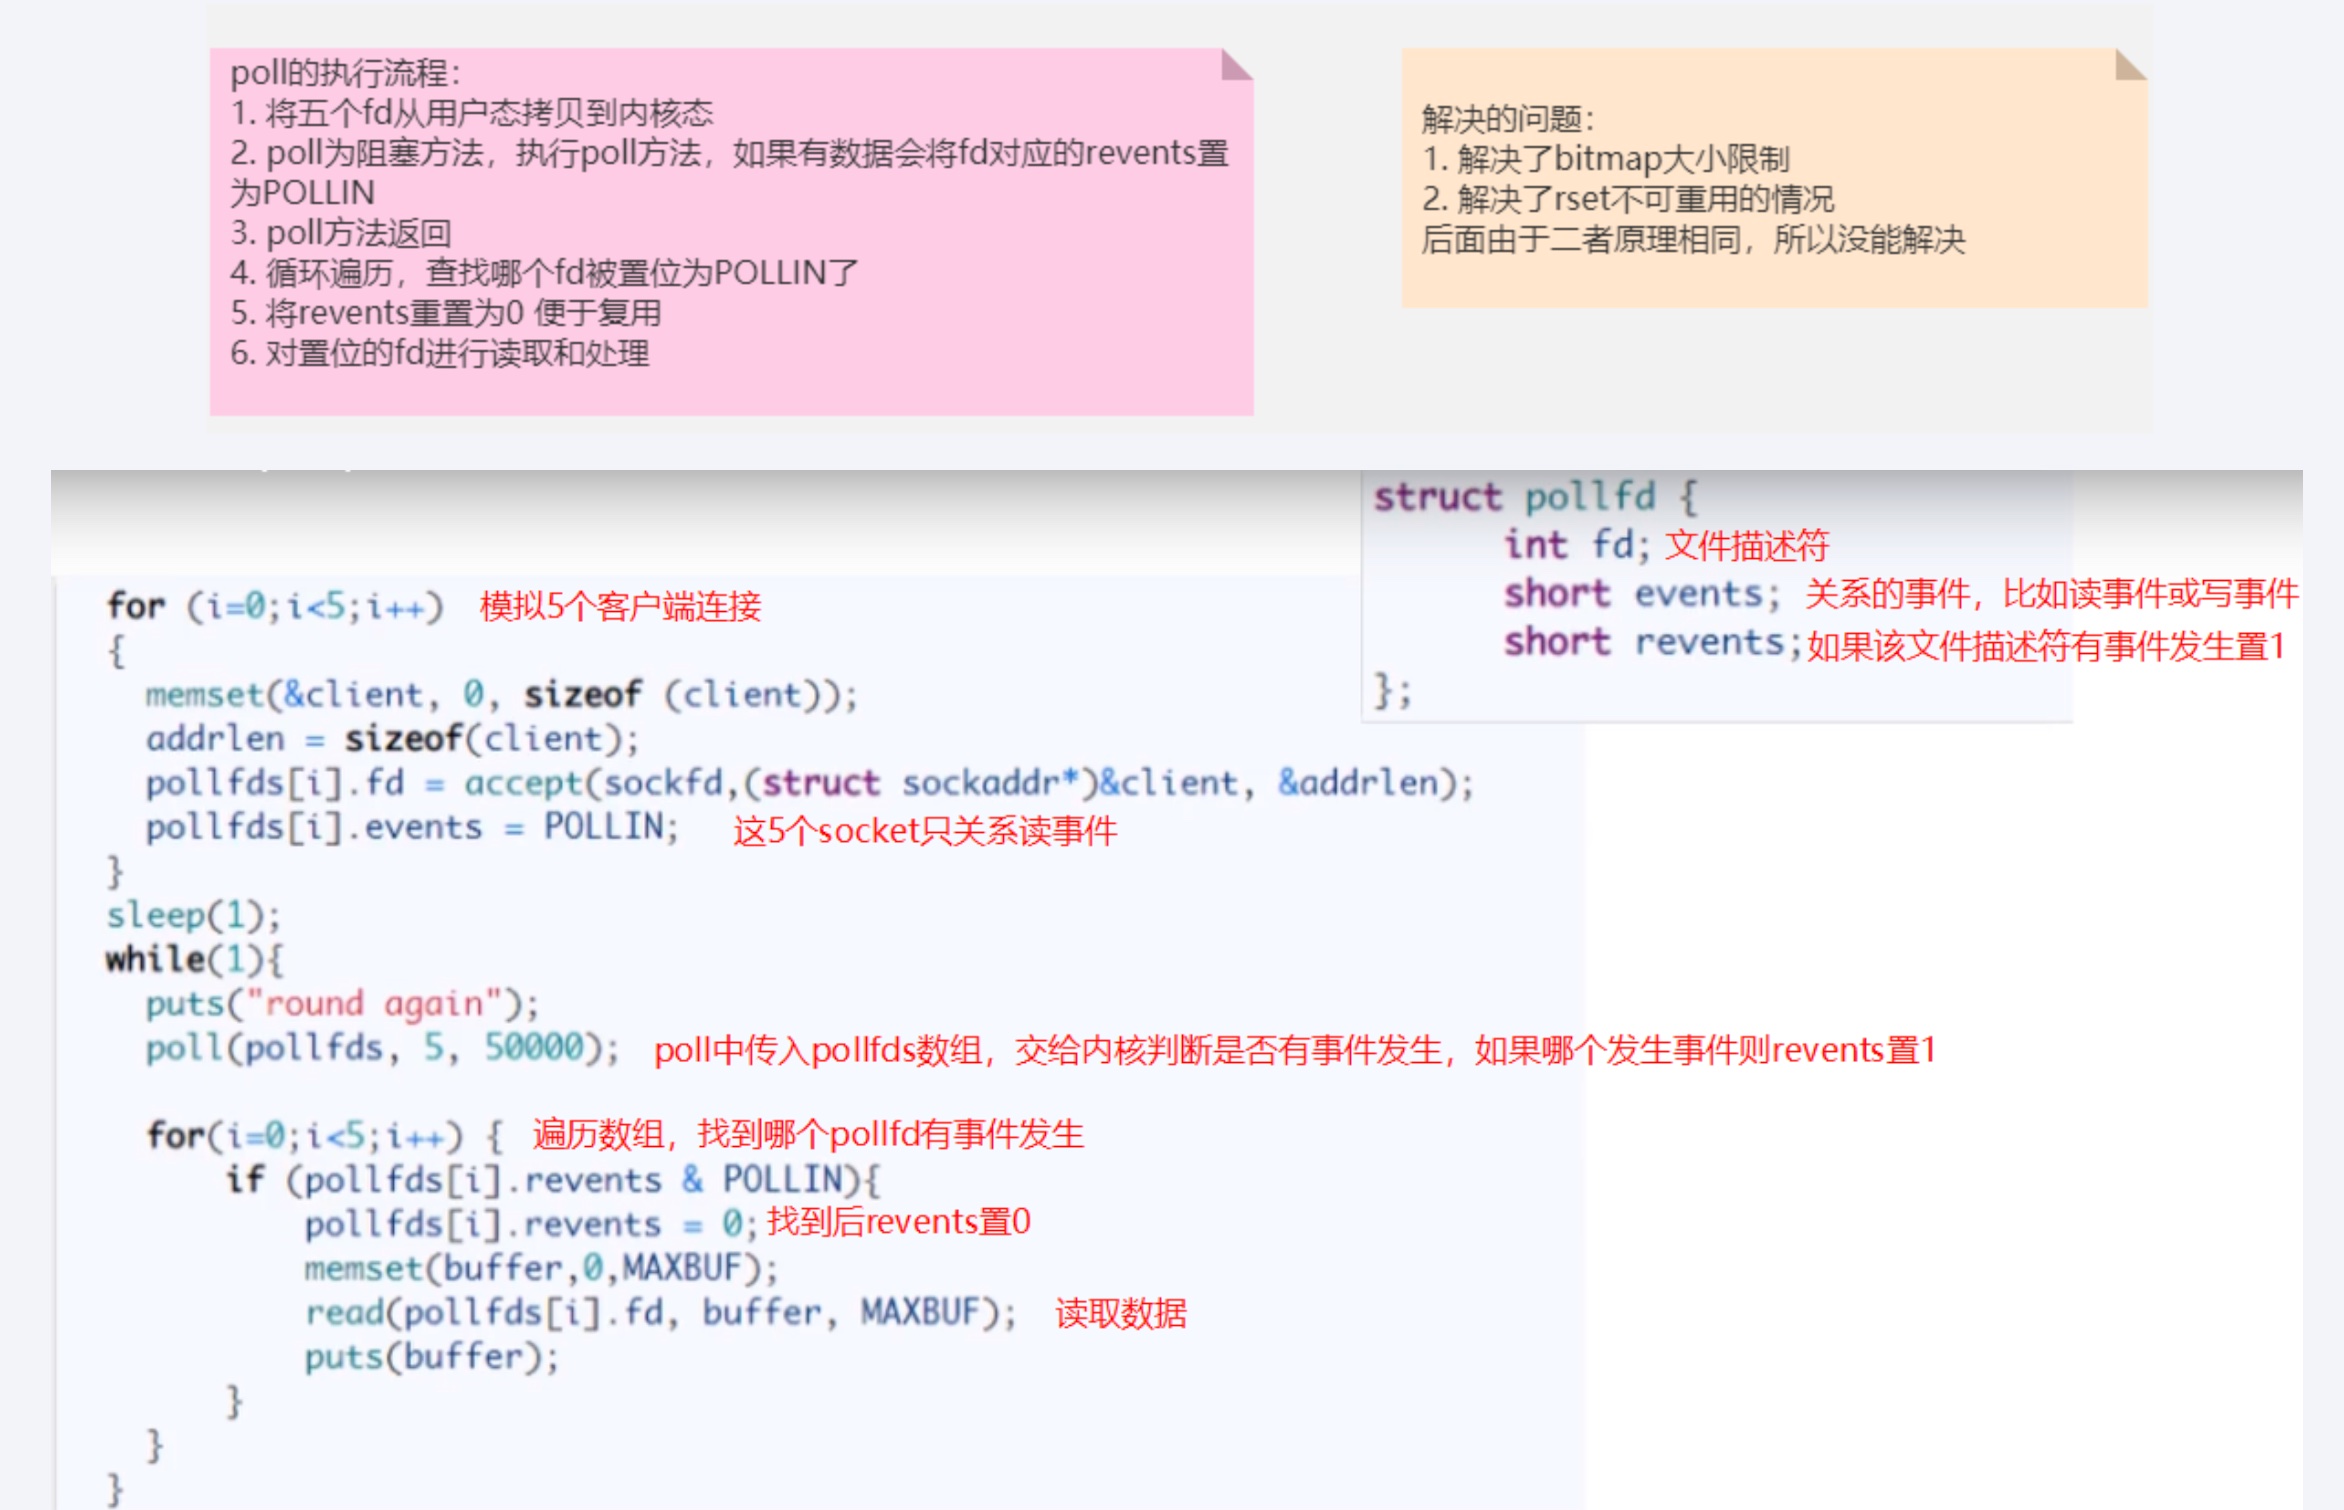 poll的执行流程：
1. 将五个fd从用户态拷贝到内核态
2. poll为阻塞方法，执行poll方法，如果有数据会将fd对应的revents置
为POLLIN
3. poll方法返回
4. 循环遍历，查找哪个fd被置位为POLLIN了
5. 将revents重置为0 便于复用
6. 对置位的fd进行读取和处理
解决的问题：
1. 解决了bitmap大小限制
2. 解决了rset不可重用的情况
后面由于二者原理相同，所以没能解决
struct pollfd {
int fd; 文件描述符
short events; 关系的事件，比如读事件或写事件
short revents;如果该文件描述符有事件发生置1
};
for (i=0;i<5;i++) 模拟5个客户端连接
{
memset(&client, 0, sizeof (client));
addrlen = sizeof(client);
pollfds[i].fd = accept(sockfd,(struct sockaddr*)&client, &addrlen);
pollfds[i].events = POLLIN; 这5个socket只关系读事件
}
sleep(1);
while(1){
puts("round again");
poll(pollfds, 5, 50000); poll中传入pollfds数组，交给内核判断是否有事件发生，如果哪个发生事件则revents置1
for(i=0;i<5;i++) { 遍历数组，找到哪个pollfd有事件发生
if (pollfds[i].revents & POLLIN){
pollfds[i].revents = 0; 找到后revents置0
memset(buffer,0,MAXBUF);
read(pollfds[i].fd, buffer, MAXBUF); 读取数据
puts(buffer);
}
}
}